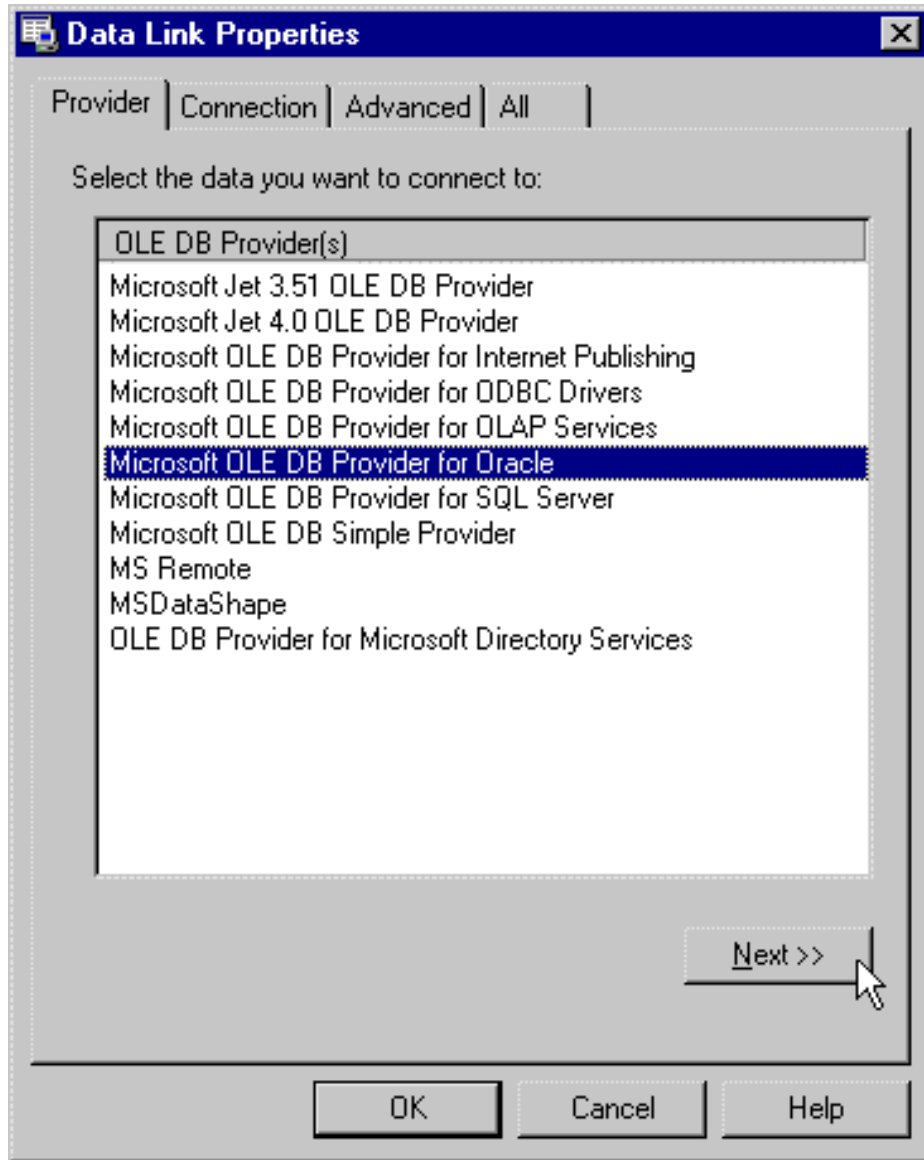 Data Link Properties
Provider Connection Advanced All
Select the data you want to connect to:
OLE DB Provider(s)
Microsoft Jet 3.51 OLE DB Provider
Microsoft Jet 4.0 OLE DB Provider
Microsoft OLE DB Provider for Internet Publishing
Microsoft OLE DB Provider for ODBC Drivers
Microsoft OLE DB Provider for OLAP Services
Microsoft OLE DB Provider for Oracle
Microsoft OLE DB Provider for SQL Server
Microsoft OLE DB Simple Provider
MS Remote
MSDataShape
OLE DB Provider for Microsoft Directory Services
Next >>
OK Cancel Help